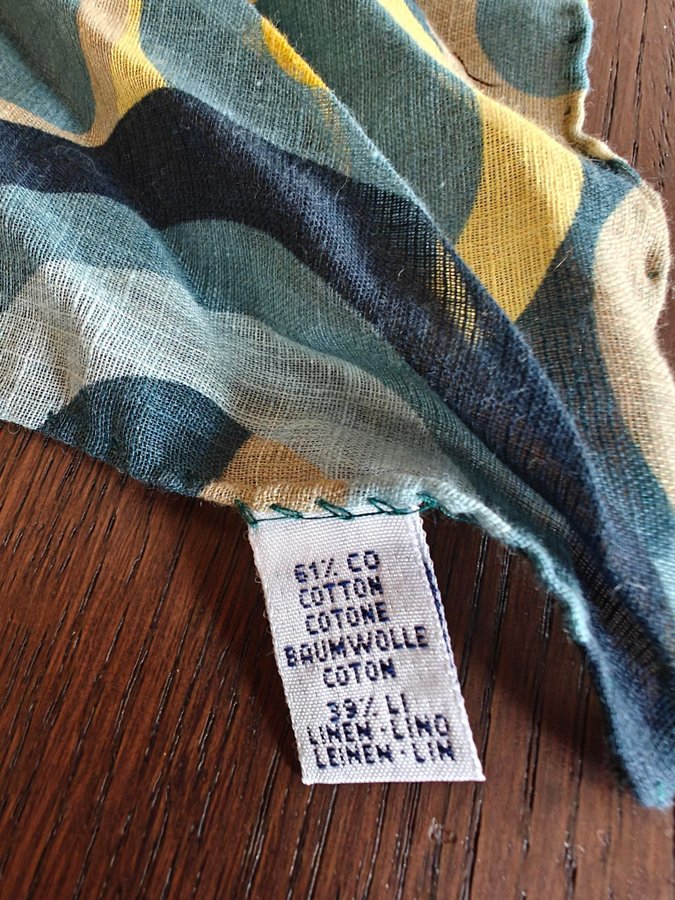 61% CO
COTTON
COTONE
BAUMWOLLE
COTON
39% LI
LINEN - LINO
LEINEN - LIN